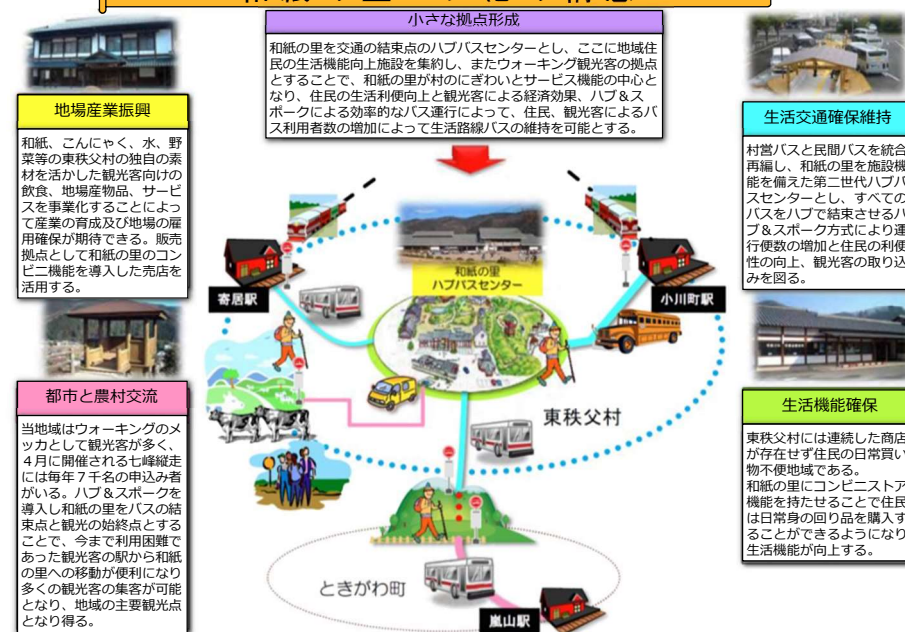 小さな拠点形成
和紙の里を交通の結束点のハブバスセンターとし、ここに地域住
民の生活機能向上施設を集約し、またウォーキング観光客の拠点
とすることで、和紙の里が村のにぎわいとサービス機能の中心と
なり、住民の生活利便向上と観光客による経済効果、ハブ＆ス
ポークによる効率的なバス運行によって、住民、観光客によるバ
ス利用者数の増加によって生活路線バスの維持を可能とする。
地場産業振興
和紙、こんにゃく、水、野
菜等の東秩父村の独自の素
材を活かした観光客向けの
飲食、地場産物品、サービ
スを事業化することによっ
て産業の育成及び地場の雇
用確保が期待できる。販売
拠点として和紙の里のコン
ビニ機能を導入した売店を
活用する。
都市と農村交流
当地域はウォーキングのメ
ッカとして観光客が多く、
４月に開催される七峰縦走
には毎年７千名の申込み者
がいる。ハブ＆スポークを
導入し和紙の里をバスの結
束点と観光の始終点とする
ことで、今まで利用困難で
あった観光客の駅から和紙
の里への移動が便利になり
多くの観光客の集客が可能
となり、地域の主要観光点
となり得る。
和紙の里
ハブバスセンター
寄居駅
小川町駅
東秩父村
ときがわ町
嵐山駅
生活交通確保維持
村営バスと民間バスを統合
再編し、和紙の里を施設機
能を備えた第二世代ハブバ
スセンターとし、すべての
バスをハブで結束させるハ
ブ＆スポーク方式により運
行便数の増加と住民の利便
性の向上、観光客の取り込
みを図る。
生活機能確保
東秩父村には連続した商店
が存在せず住民の日常買い
物不便地域である。
和紙の里にコンビニストア
機能を持たせることで住民
は日常身の回り品を購入す
ることができるようになり
生活機能が向上する。